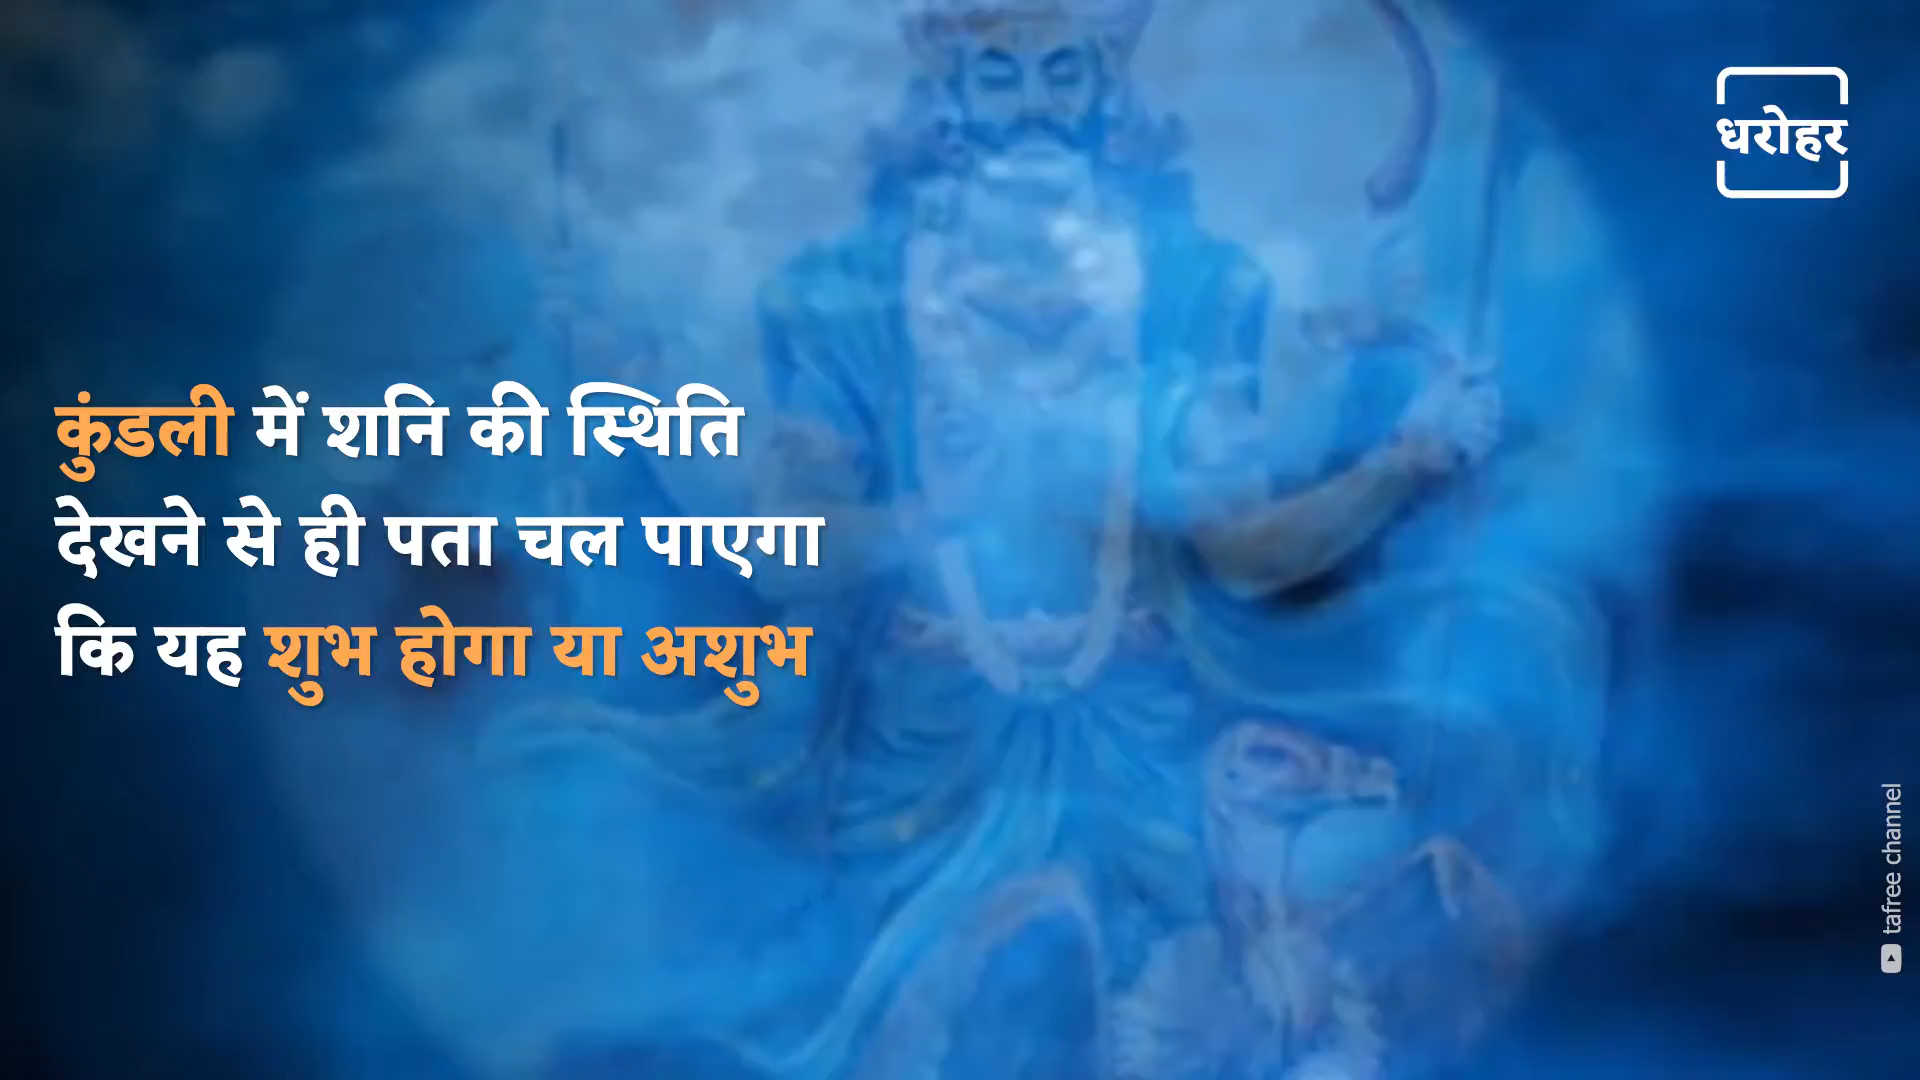 धरोहर
कुंडली में शनि की स्थिति
देखने से ही पता चल पाएगा
कि यह शुभ होगा या अशुभ
tafree channel